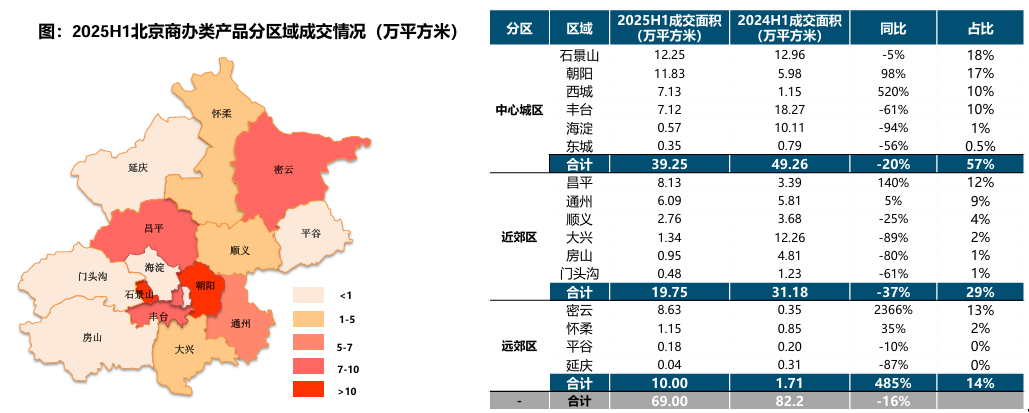 图：2025H1北京商办类产品分区域成交情况（万平方米）
怀柔
延庆
密云
昌平
平谷
顺义
海淀
门头沟
朝阳
石景山
丰台
通州
房山
大兴
<1
1-5
5-7
7-10
>10
分区 区域 2025H1成交面积（万平方米） 2024H1成交面积（万平方米） 同比 占比
中心城区
石景山 12.25 12.96 -5% 18%
朝阳 11.83 5.98 98% 17%
西城 7.13 1.15 520% 10%
丰台 7.12 18.27 -61% 10%
海淀 0.57 10.11 -94% 1%
东城 0.35 0.79 -56% 0.5%
合计 39.25 49.26 -20% 57%
近郊区
昌平 8.13 3.39 140% 12%
通州 6.09 5.81 5% 9%
顺义 2.76 3.68 -25% 4%
大兴 1.34 12.26 -89% 2%
房山 0.95 4.81 -80% 1%
门头沟 0.48 1.23 -61% 1%
合计 19.75 31.18 -37% 29%
远郊区
密云 8.63 0.35 2366% 13%
怀柔 1.15 0.85 35% 2%
平谷 0.18 0.20 -10% 0%
延庆 0.04 0.31 -87% 0%
合计 10.00 1.71 485% 14%
- 合计 69.00 82.2 -16%